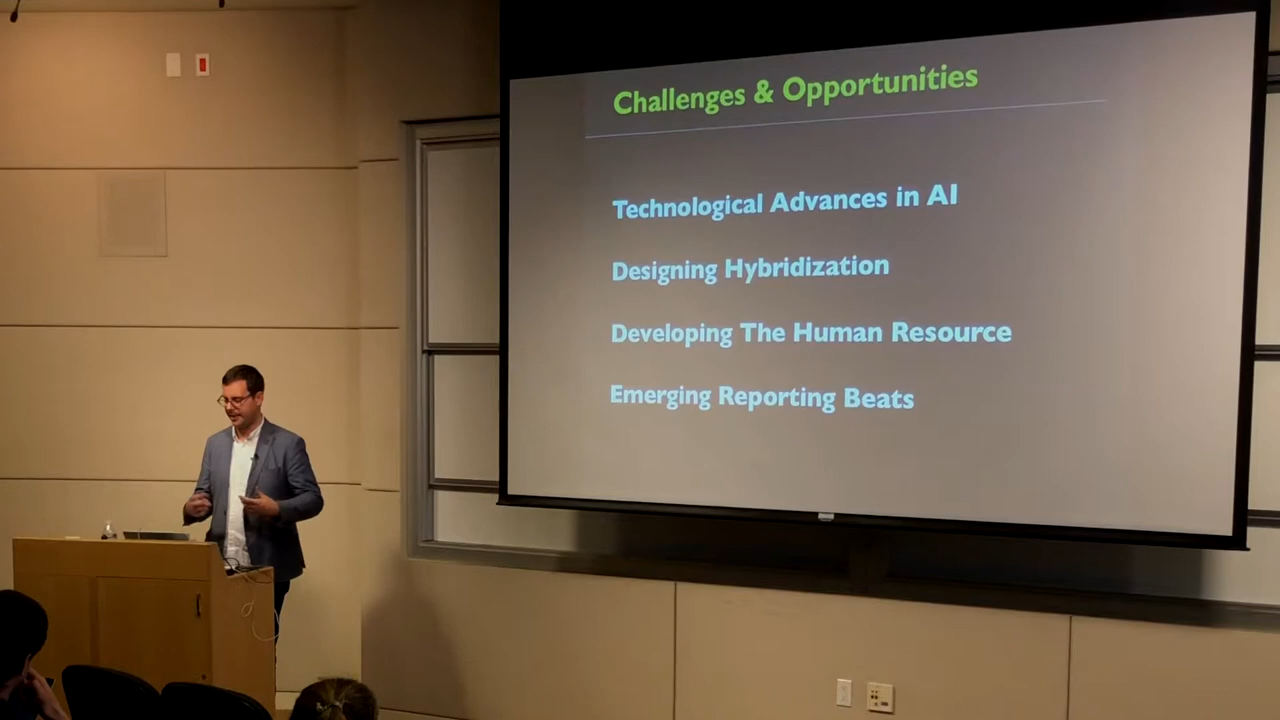 Challenges & Opportunities
Technological Advances in AI
Designing Hybridization
Developing The Human Resource
Emerging Reporting Beats